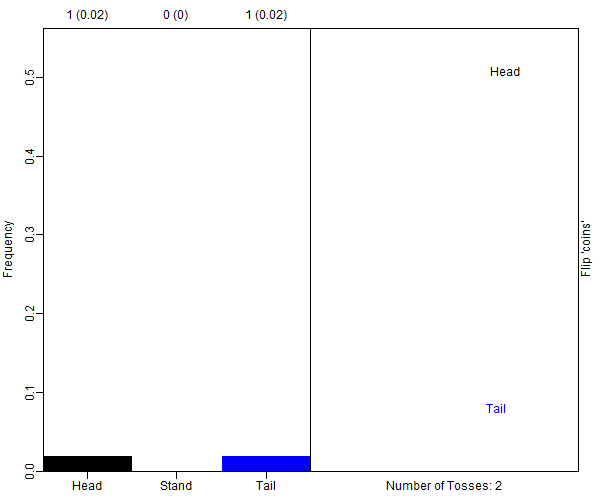 1 (0.02) 0 (0) 1 (0.02)
Frequency
0.5
0.4
0.3
0.2
0.1
0.0
Head Stand Tail
Head
Tail
Number of Tosses: 2
Flip 'coins'